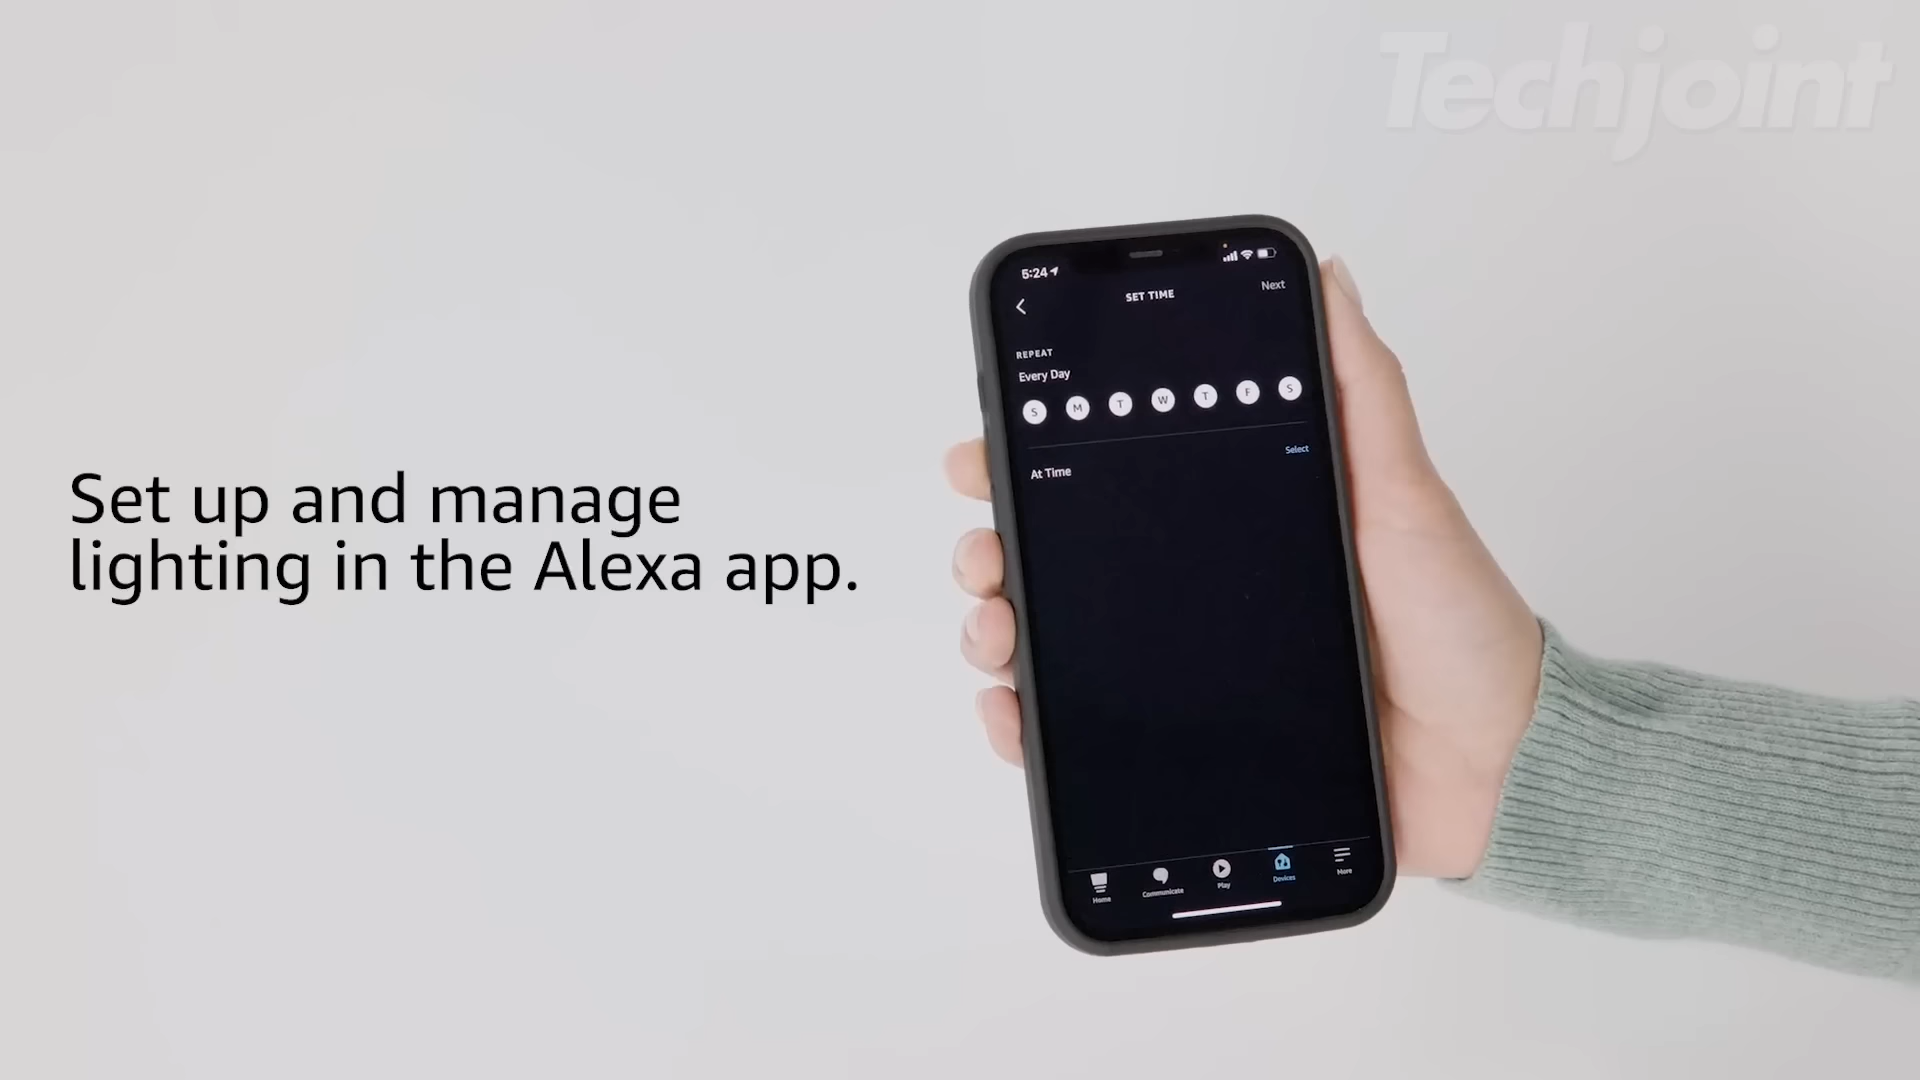 Techjoint
Set up and manage
lighting in the Alexa app.
5:24
SET TIME
Next
REPEAT
Every Day
S M T W T F S
At Time
Select
Home
Communicate
Play
Devices
More